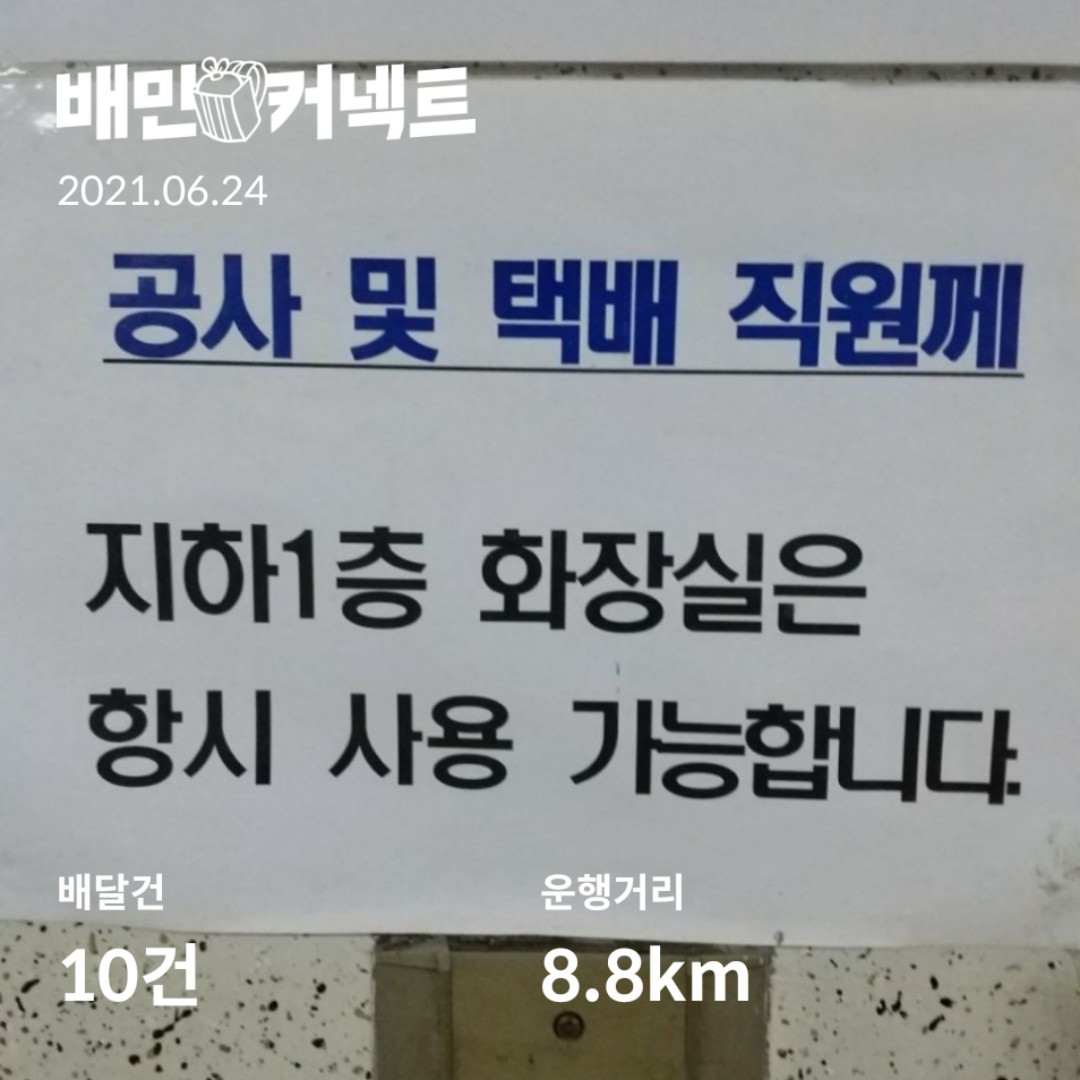 배민커넥트
2021.06.24
공사 및 택배 직원께
지하1층 화장실은
항시 사용 가능합니다.
배달건
운행거리
10건
8.8km